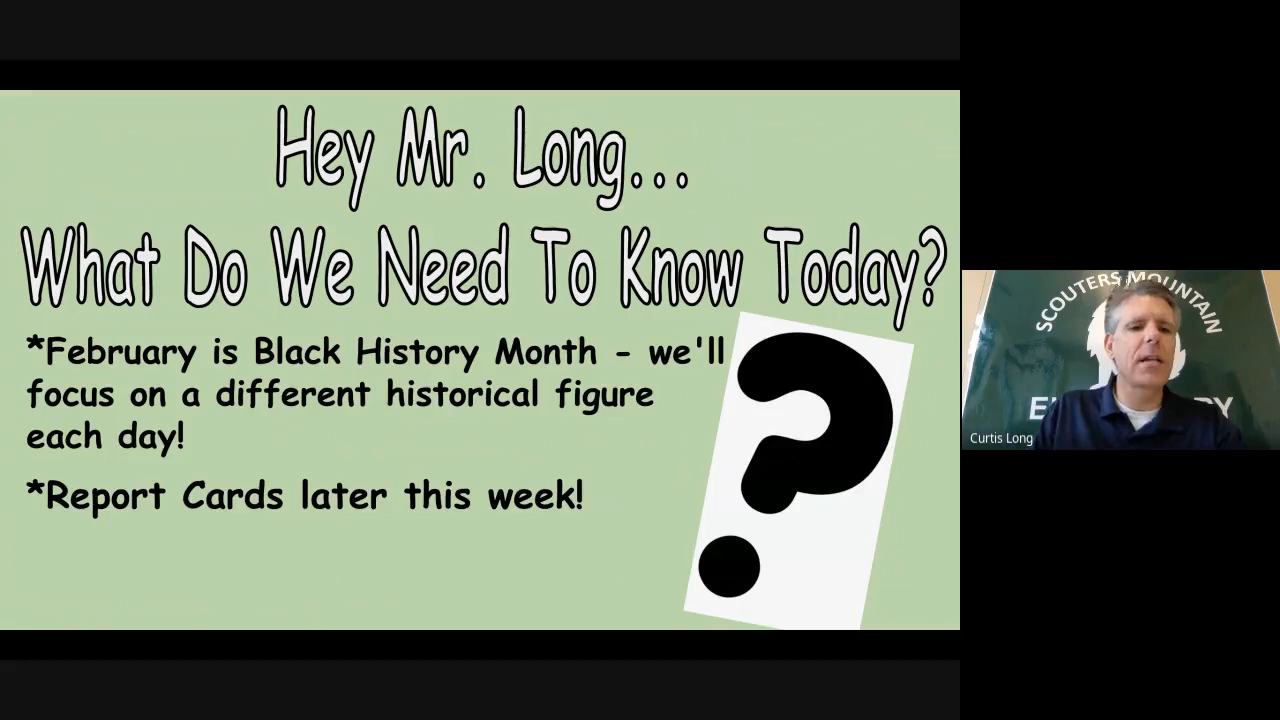 Hey Mr. Long...
What Do We Need To Know Today?
*February is Black History Month - we'll
focus on a different historical figure
each day!
*Report Cards later this week!
SCOUTERS MOUNTAIN
Curtis Long